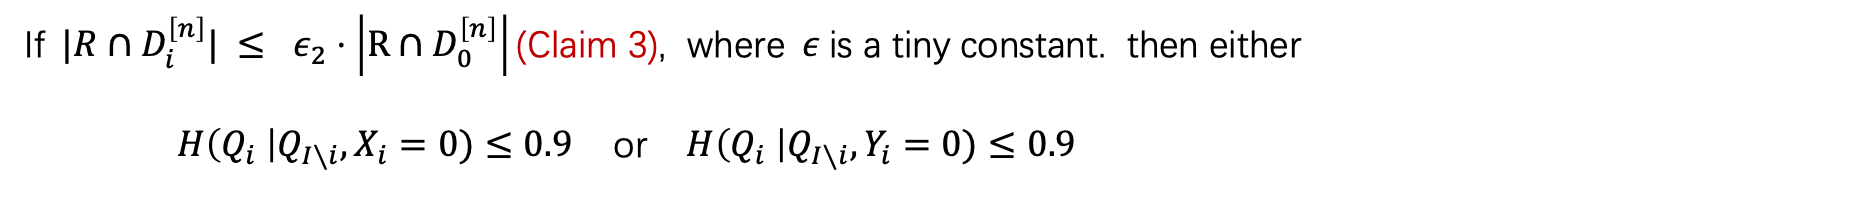 If |R ∩ D_i^{[n]}| ≤ ϵ_2 · |R ∩ D_0^{[n]}| (Claim 3), where ϵ is a tiny constant. then either
H(Q_i |Q_{I\i}, X_i = 0) ≤ 0.9 or H(Q_i |Q_{I\i}, Y_i = 0) ≤ 0.9